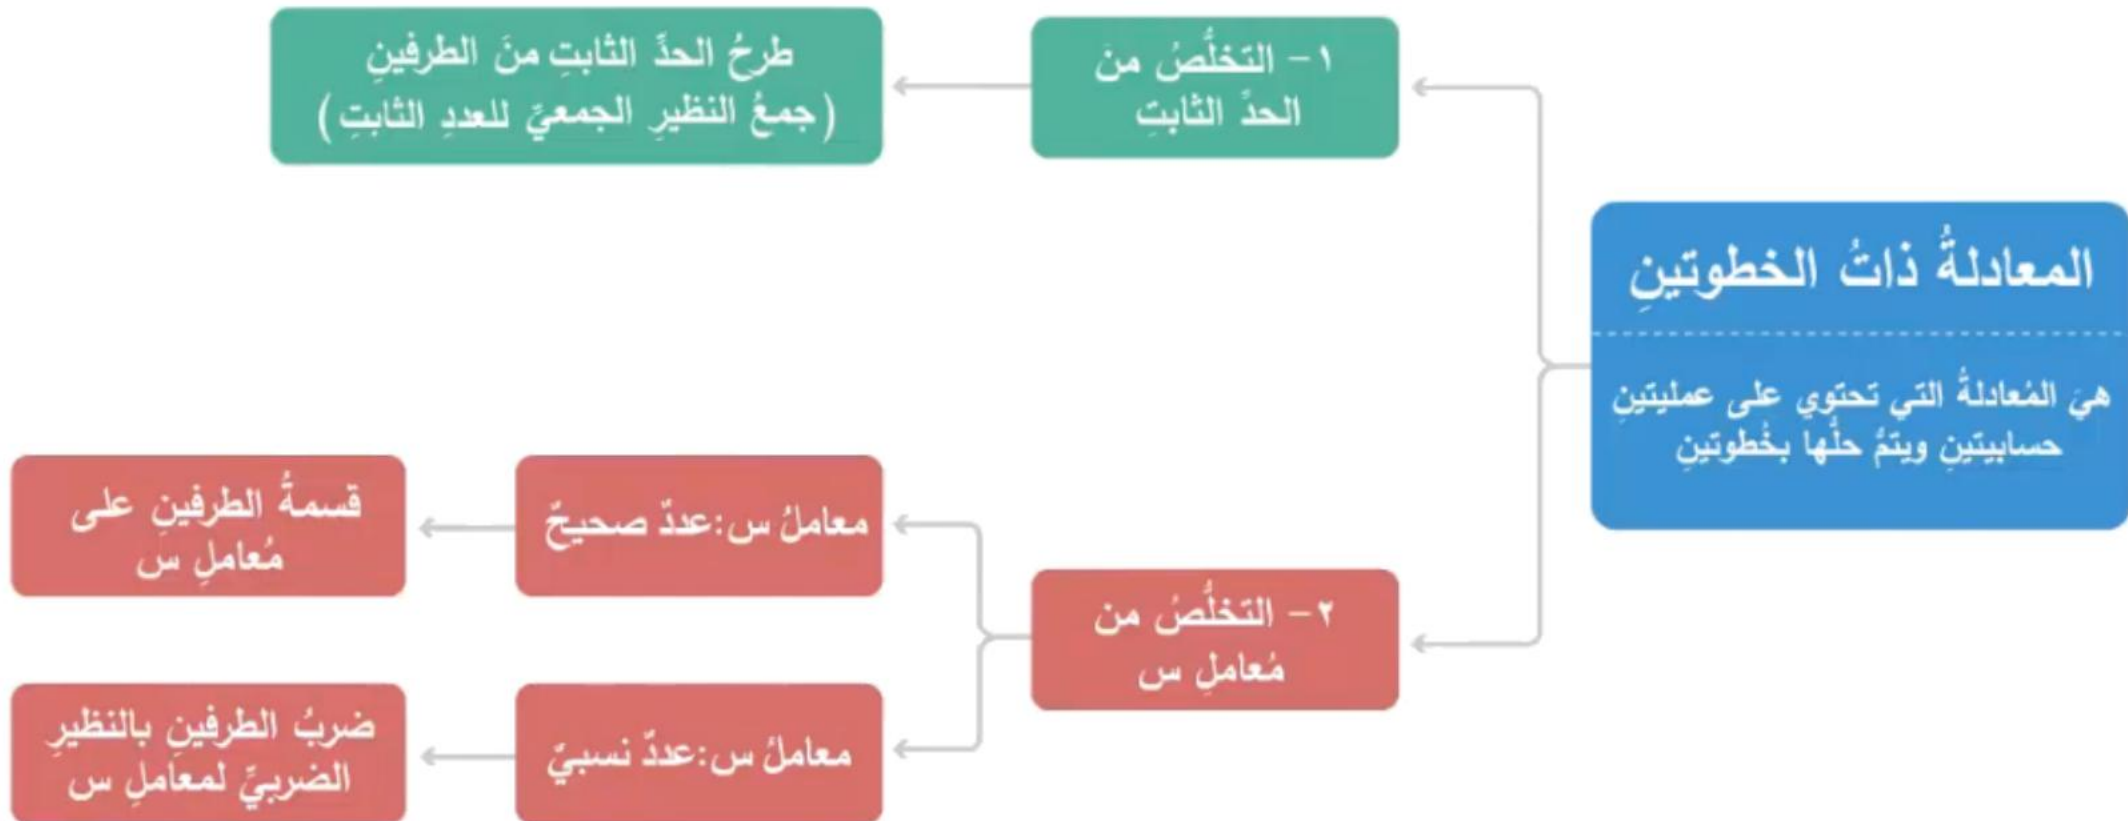 المعادلةُ ذاتُ الخطوتينِ
هيَ المُعادلةُ التي تحتوي على عمليتينِ
حسابيتينِ ويتمُّ حلُّها بخُطوتينِ
١- التخلُّصُ منَ
الحدِّ الثابتِ
طرحُ الحدِّ الثابتِ منَ الطرفينِ
(جمعُ النظيرِ الجمعيِّ للعددِ الثابتِ)
٢- التخلُّصُ من
مُعاملِ س
معاملُ س:عددٌ صحيحٌ
قسمةُ الطرفينِ على
مُعاملِ س
معاملُ س:عددٌ نسبيٌ
ضربُ الطرفينِ بالنظيرِ
الضربيِّ لمعاملِ س